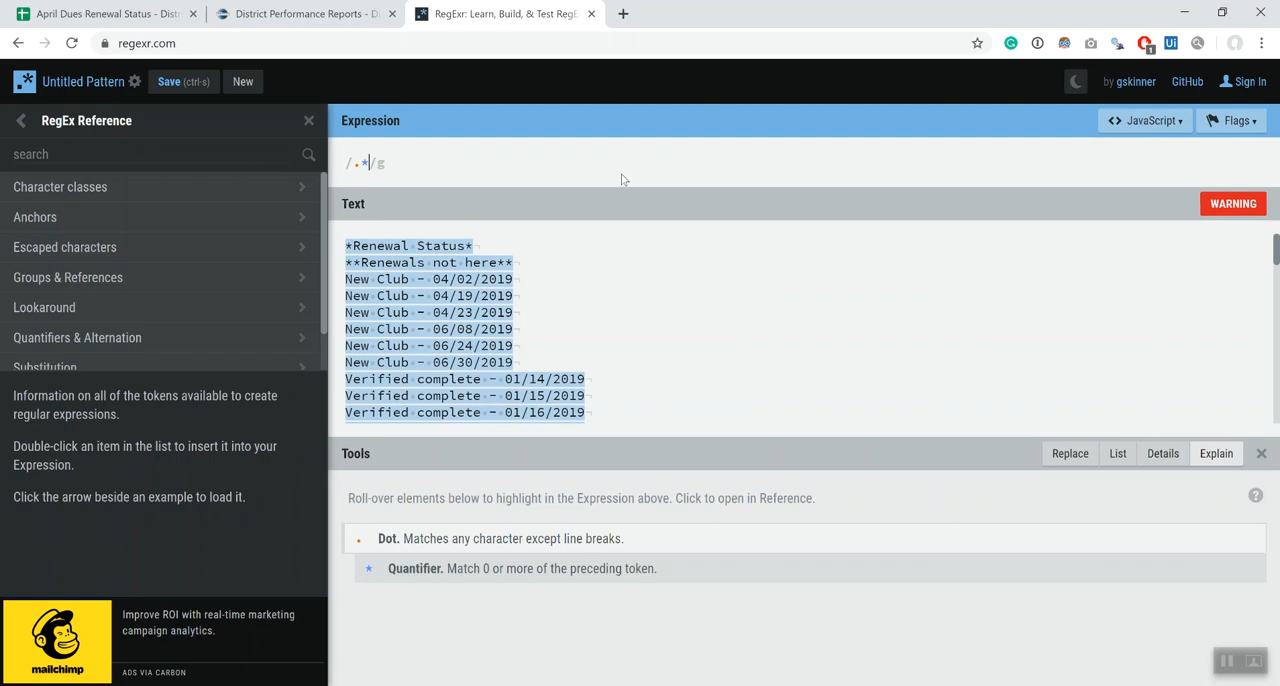 April Dues Renewal Status - Distr
District Performance Reports - Di
RegExr: Learn, Build, & Test RegE
regexr.com
Untitled Pattern
Save (ctrl-s)
New
by gskinner
GitHub
Sign In
RegEx Reference
search
Character classes
Anchors
Escaped characters
Groups & References
Lookaround
Quantifiers & Alternation
Substitution
Information on all of the tokens available to create
regular expressions.
Double-click an item in the list to insert it into your
Expression.
Click the arrow beside an example to load it.
mailchimp
Improve ROI with real-time marketing
campaign analytics.
ADS VIA CARBON
Expression
<> JavaScript
Flags
/.*/g
Text
WARNING
*Renewal Status*
**Renewals not here**
New Club - 04/02/2019
New Club - 04/19/2019
New Club - 04/23/2019
New Club - 06/08/2019
New Club - 06/24/2019
New Club - 06/30/2019
Verified complete - 01/14/2019
Verified complete - 01/15/2019
Verified complete - 01/16/2019
Tools
Replace
List
Details
Explain
Roll-over elements below to highlight in the Expression above. Click to open in Reference.
?
. Dot. Matches any character except line breaks.
* Quantifier. Match 0 or more of the preceding token.
1
Ui